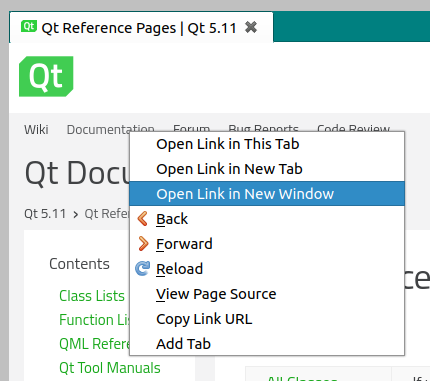 Qt Reference Pages | Qt 5.11
Qt
Wiki Documentation Forum Bug Reports Code Review
Open Link in This Tab
Open Link in New Tab
Qt Docu
Open Link in New Window
Qt 5.11 > Qt Refe
Back
Forward
Contents
Reload
Class Lists
View Page Source
Function Lis
Copy Link URL
QML Refere
Add Tab
Qt Tool Manuals
All Classes